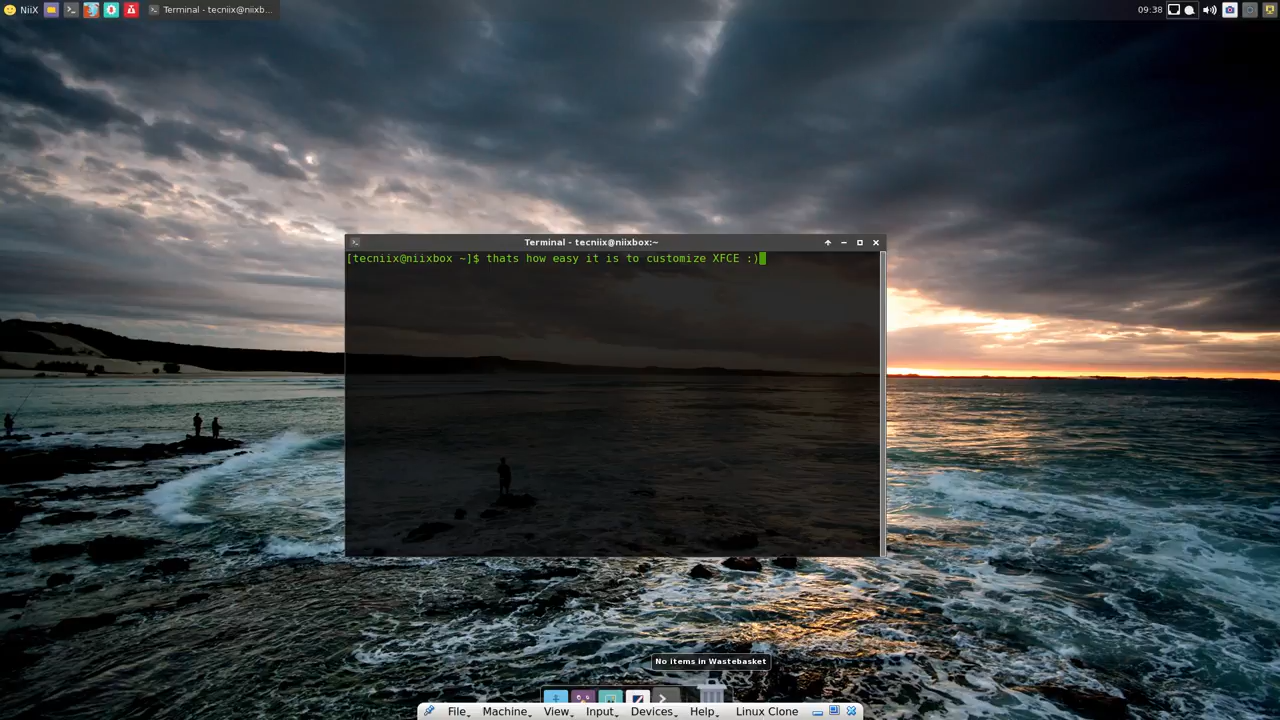 NiiX
Terminal - tecniix@niixb...
09:38
Terminal - tecniix@niixbox:~
[tecniix@niixbox ~]$ thats how easy it is to customize XFCE :)
No items in Wastebasket
File Machine View Input Devices Help Linux Clone